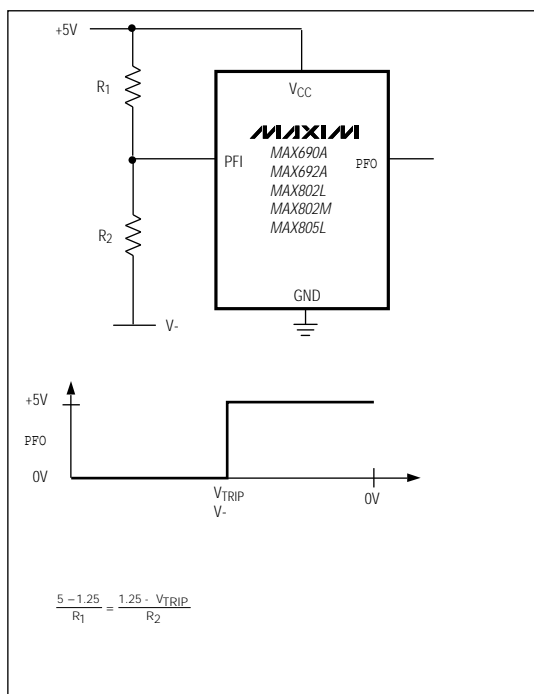 +5V
R1
VCC
MAXIM
MAX690A
MAX692A
MAX802L
MAX802M
MAX805L
PFI
PFO
R2
GND
V-
+5V
PFO
0V
VTRIP
V-
0V
5 – 1.25 / R1 = 1.25 - VTRIP / R2